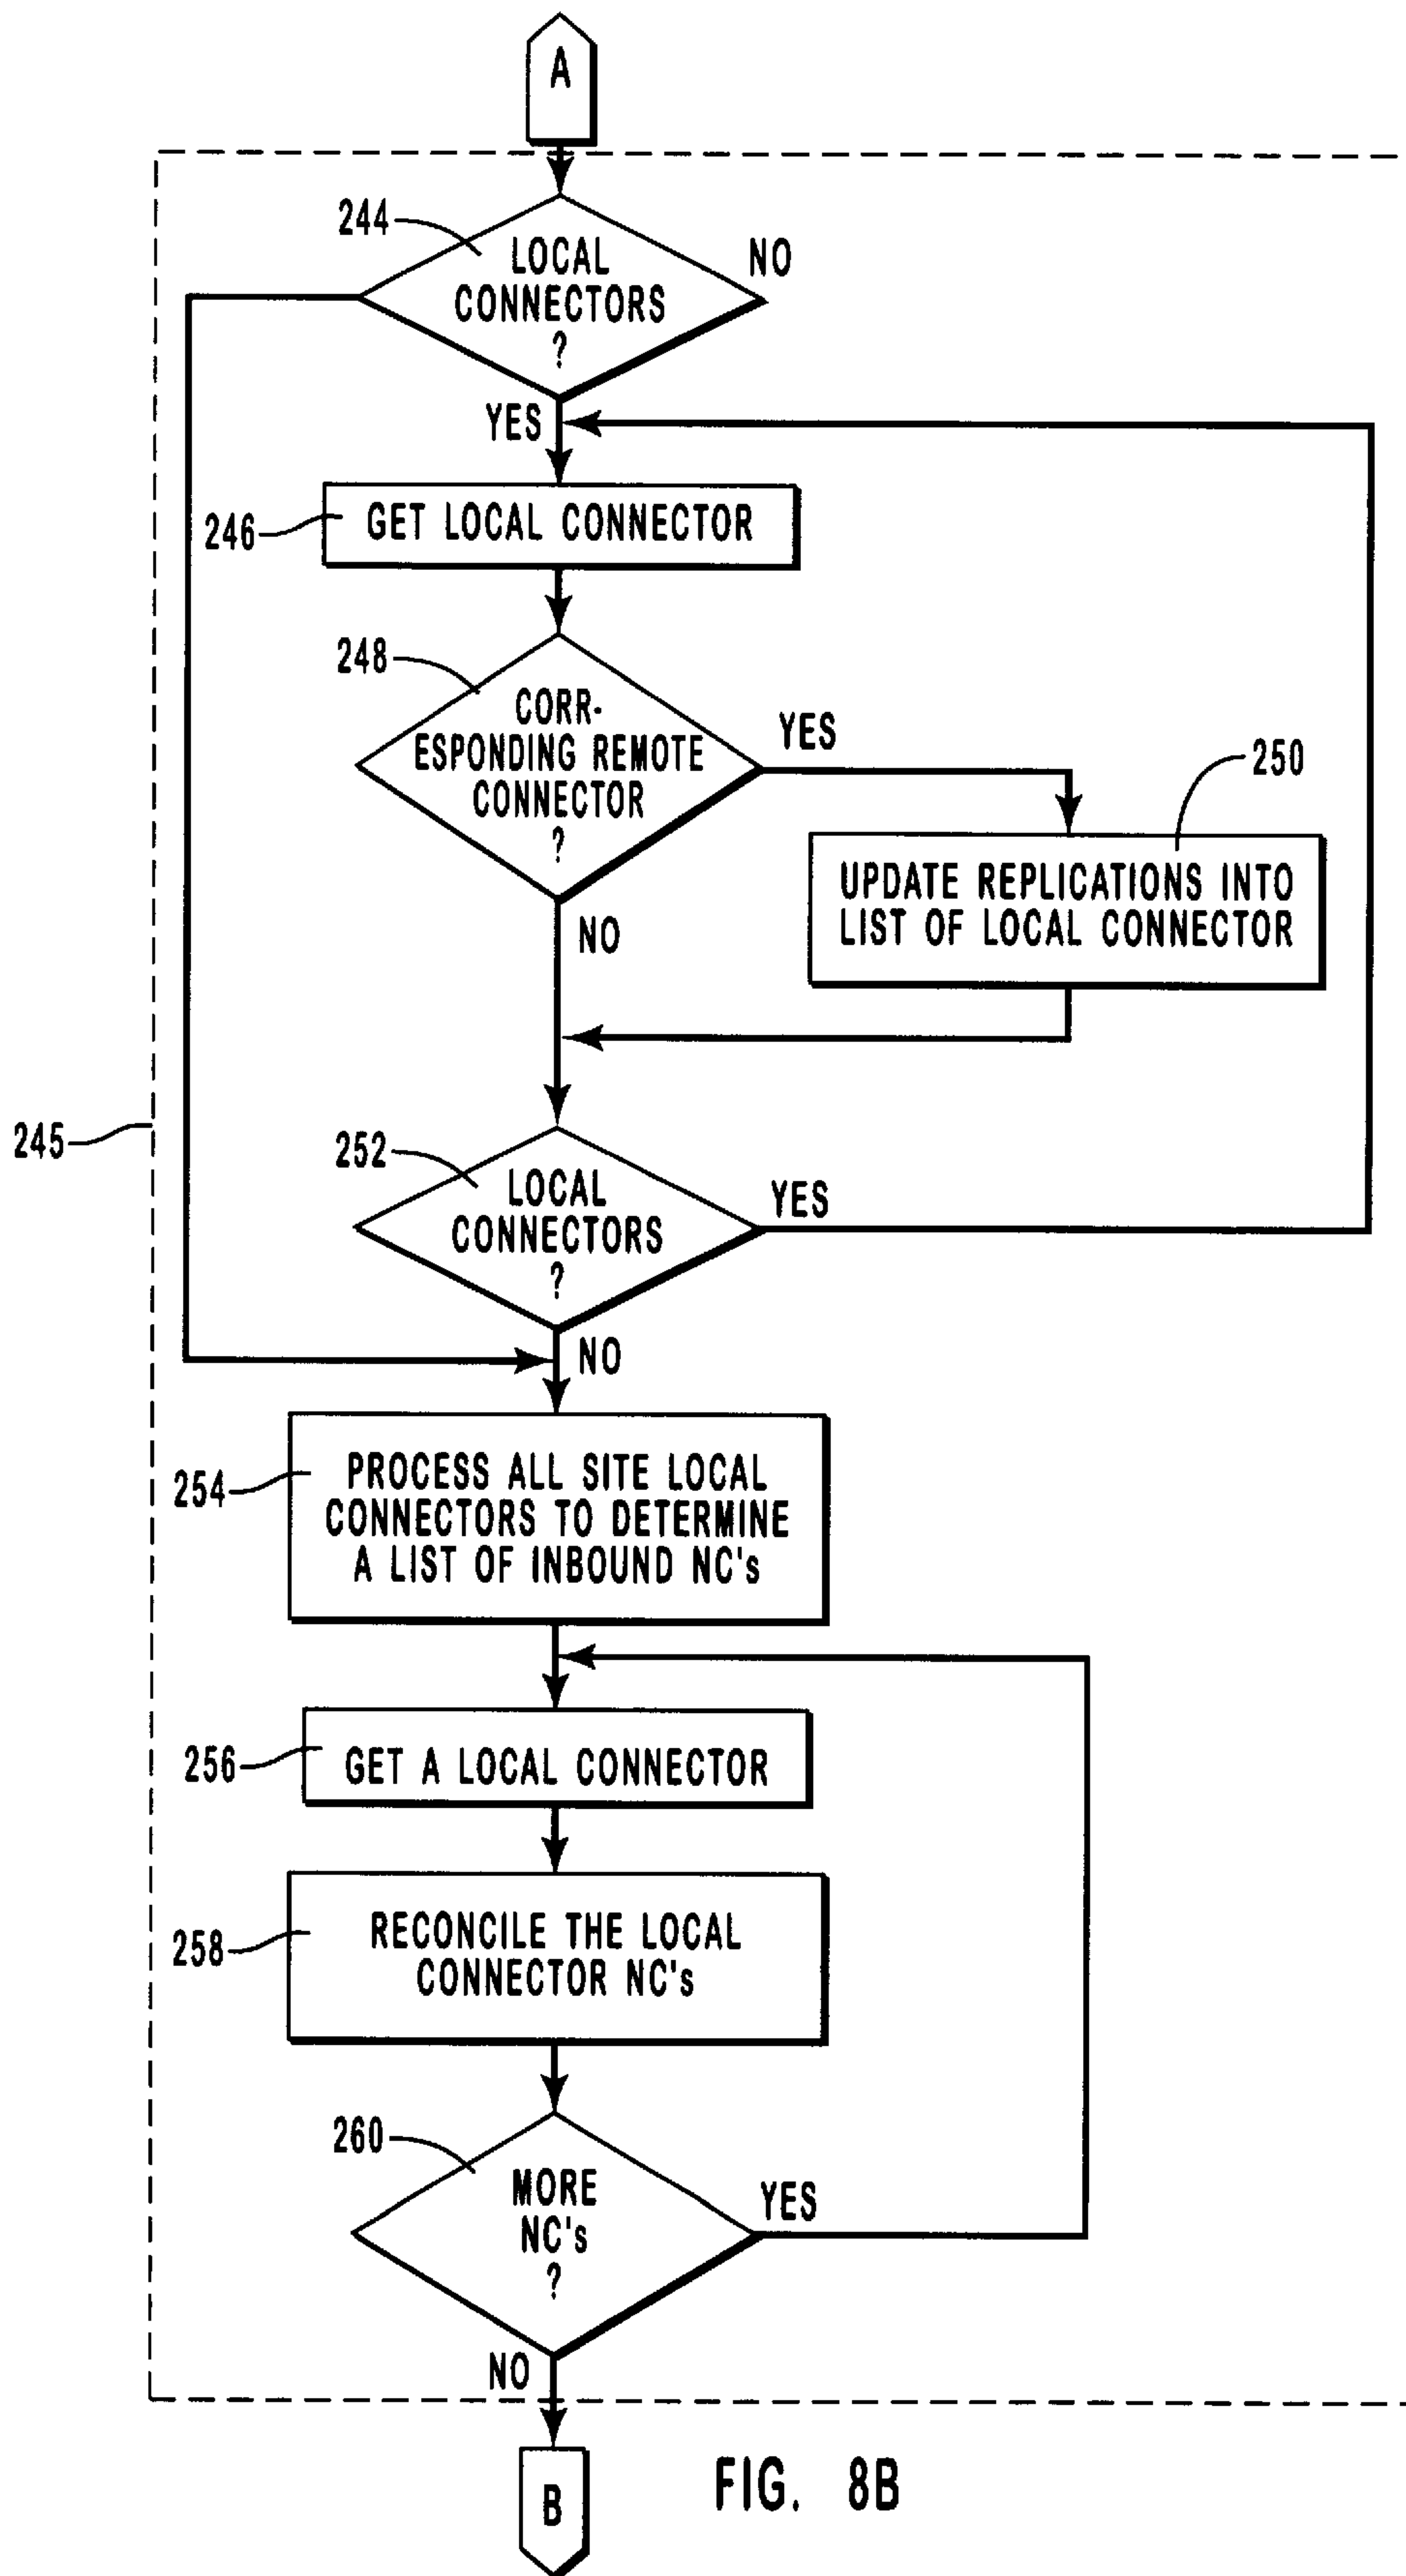 A
244
LOCAL
CONNECTORS
?
NO
YES
246
GET LOCAL CONNECTOR
248
CORR-
ESPONDING REMOTE
CONNECTOR
?
YES
250
UPDATE REPLICATIONS INTO
LIST OF LOCAL CONNECTOR
NO
245
252
LOCAL
CONNECTORS
?
YES
NO
254
PROCESS ALL SITE LOCAL
CONNECTORS TO DETERMINE
A LIST OF INBOUND NC's
256
GET A LOCAL CONNECTOR
258
RECONCILE THE LOCAL
CONNECTOR NC's
260
MORE
NC's
?
YES
NO
B
FIG. 8B